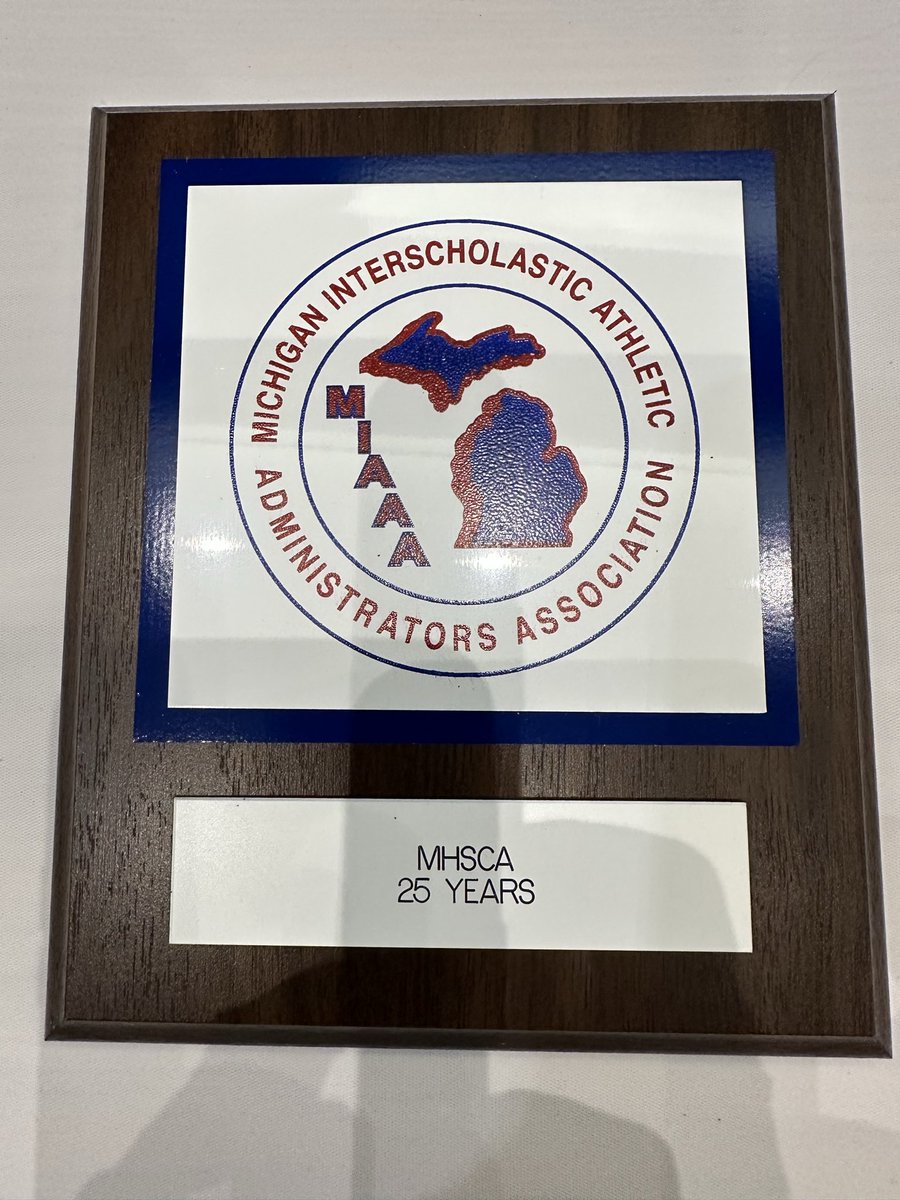 MICHIGAN INTERSCHOLASTIC ATHLETIC
ADMINISTRATORS ASSOCIATION
MIAAA
MHSCA
25 YEARS